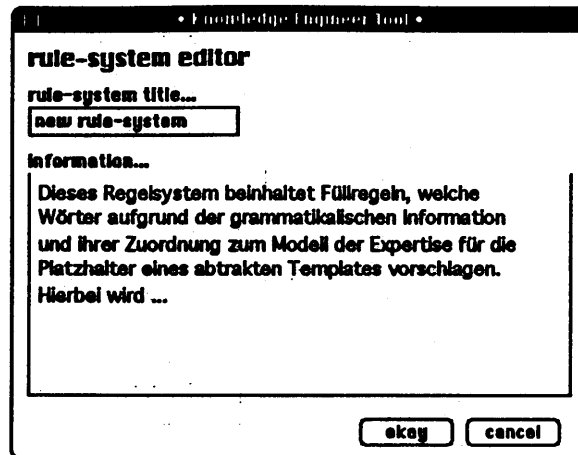 • Knowledge Engineer Tool •
rule-system editor
rule-system title...
new rule-system
information...
Dieses Regelsystem beinhaltet Füllregeln, welche
Wörter aufgrund der grammatikalischen Information
und ihrer Zuordnung zum Modell der Expertise für die
Platzhalter eines abtrakten Templates vorschlagen.
Hierbei wird ...
okay cancel